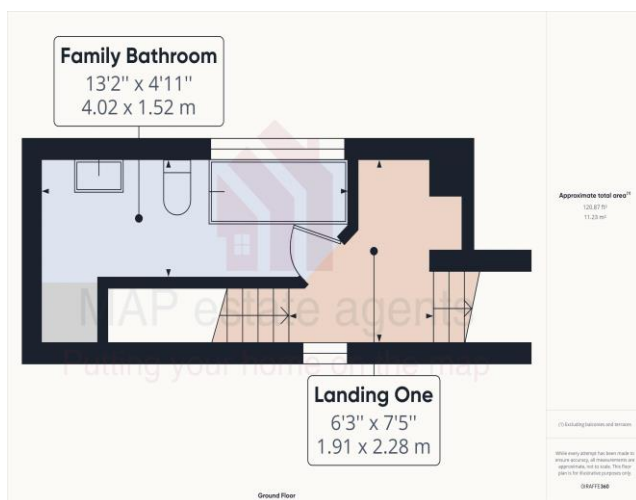 Family Bathroom
13'2" x 4'11"
4.02 x 1.52 m
Approximate total area(1)
120.87 ft²
11.23 m²
MAP estate agents
Putting your home on the map
Landing One
6'3" x 7'5"
1.91 x 2.28 m
(1) Excluding balconies and terraces
While every attempt has been made to
ensure accuracy, all measurements are
approximate, not to scale. This floor
plan is for illustrative purposes only.
GIRAFFE360
Ground Floor